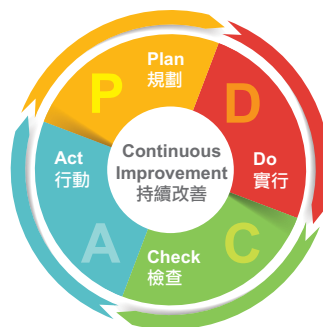 P
Plan
規劃
D
Do
實行
C
Check
檢查
A
Act
行動
Continuous
Improvement
持續改善